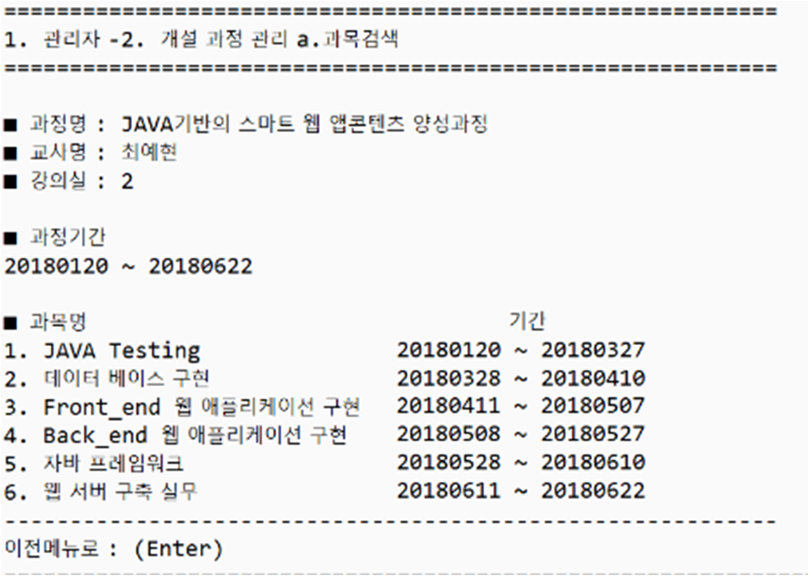 ============================================================
1. 관리자 -2. 개설 과정 관리 a.과목검색
============================================================
■ 과정명 : JAVA기반의 스마트 웹 앱콘텐츠 양성과정
■ 교사명 : 최예현
■ 강의실 : 2
■ 과정기간
20180120 ~ 20180622
■ 과목명 기간
1. JAVA Testing 20180120 ~ 20180327
2. 데이터 베이스 구현 20180328 ~ 20180410
3. Front_end 웹 애플리케이션 구현 20180411 ~ 20180507
4. Back_end 웹 애플리케이션 구현 20180508 ~ 20180527
5. 자바 프레임워크 20180528 ~ 20180610
6. 웹 서버 구축 실무 20180611 ~ 20180622
------------------------------------------------------------
이전메뉴로 : (Enter)
------------------------------------------------------------